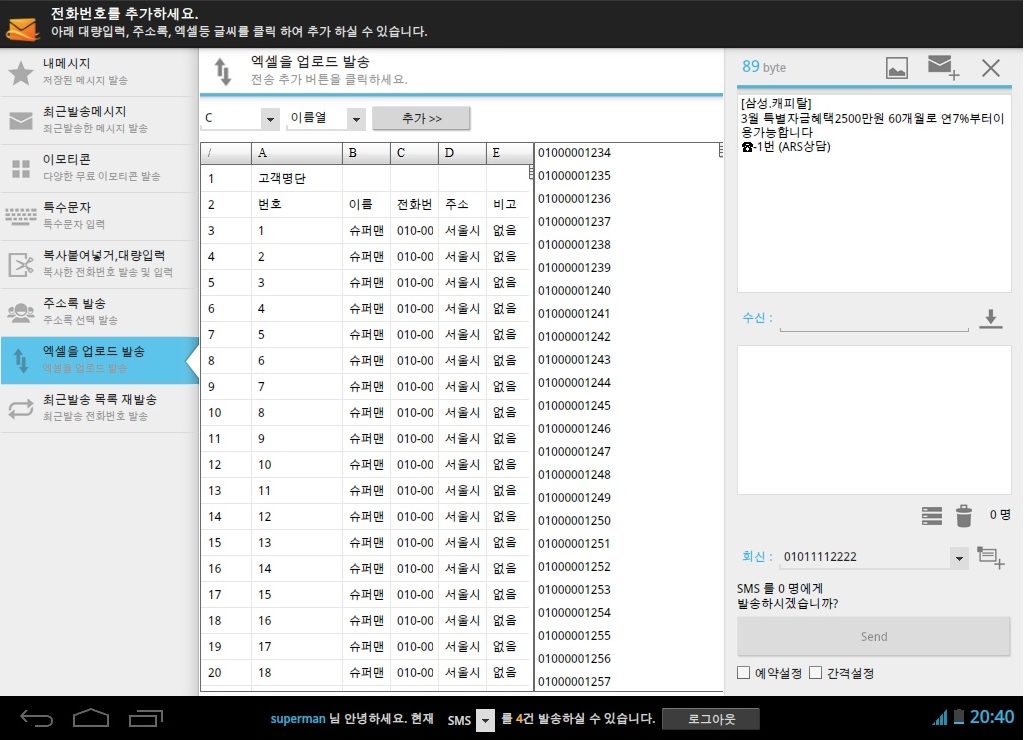 전화번호를 추가하세요.
아래 대량입력, 주소록, 엑셀등 글씨를 클릭 하여 추가 하실 수 있습니다.
내메시지
저장된 메시지 발송
최근발송메시지
최근발송한 메시지 발송
이모티콘
다양한 무료 이모티콘 발송
특수문자
특수문자 입력
복사붙여넣거,대량입력
복사한 전화번호 발송 및 입력
주소록 발송
주소록 선택 발송
엑셀을 업로드 발송
엑셀을 업로드 발송
최근발송 목록 재발송
최근발송 전화번호 발송
엑셀을 업로드 발송
전송 추가 버튼을 클릭하세요.
C 이름열 추가 >>
/ A B C D E
1 고객명단
2 번호 이름 전화번 주소 비고
3 1 슈퍼맨 010-00 서울시 없음
4 2 슈퍼맨 010-00 서울시 없음
5 3 슈퍼맨 010-00 서울시 없음
6 4 슈퍼맨 010-00 서울시 없음
7 5 슈퍼맨 010-00 서울시 없음
8 6 슈퍼맨 010-00 서울시 없음
9 7 슈퍼맨 010-00 서울시 없음
10 8 슈퍼맨 010-00 서울시 없음
11 9 슈퍼맨 010-00 서울시 없음
12 10 슈퍼맨 010-00 서울시 없음
13 11 슈퍼맨 010-00 서울시 없음
14 12 슈퍼맨 010-00 서울시 없음
15 13 슈퍼맨 010-00 서울시 없음
16 14 슈퍼맨 010-00 서울시 없음
17 15 슈퍼맨 010-00 서울시 없음
18 16 슈퍼맨 010-00 서울시 없음
19 17 슈퍼맨 010-00 서울시 없음
20 18 슈퍼맨 010-00 서울시 없음
01000001234
01000001235
01000001236
01000001237
01000001238
01000001239
01000001240
01000001241
01000001242
01000001243
01000001244
01000001245
01000001246
01000001247
01000001248
01000001249
01000001250
01000001251
01000001252
01000001253
01000001254
01000001255
01000001256
01000001257
89 byte
[삼성.캐피탈]
3월 특별자금혜택2500만원 60개월로 연7%부터이
용가능합니다
☎-1번 (ARS상담)
수신 :
0 명
회신 : 01011112222
SMS 를 0 명에게
발송하시겠습니까?
Send
예약설정 간격설정
superman 님 안녕하세요. 현재 SMS 를 4건 발송하실 수 있습니다. 로그아웃
20:40